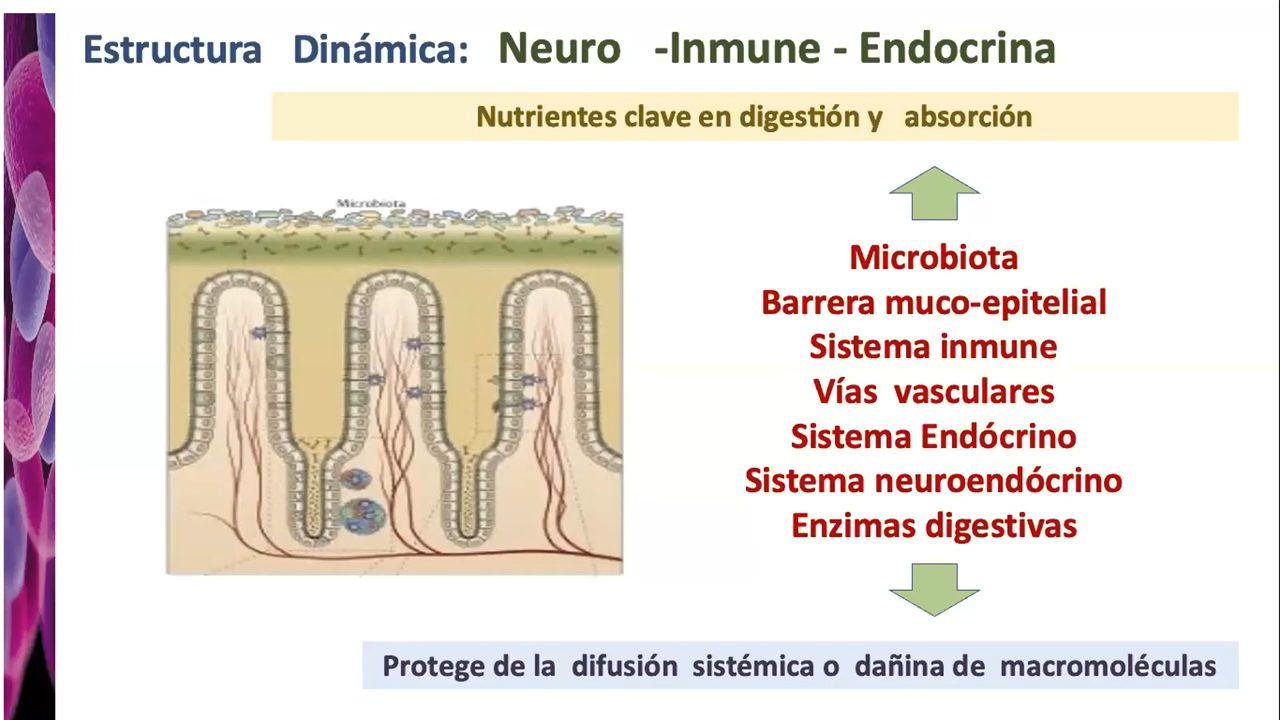 Estructura Dinámica: Neuro -Inmune - Endocrina
Nutrientes clave en digestión y absorción
Microbiota
Microbiota
Barrera muco-epitelial
Sistema inmune
Vías vasculares
Sistema Endócrino
Sistema neuroendócrino
Enzimas digestivas
Protege de la difusión sistémica o dañina de macromoléculas